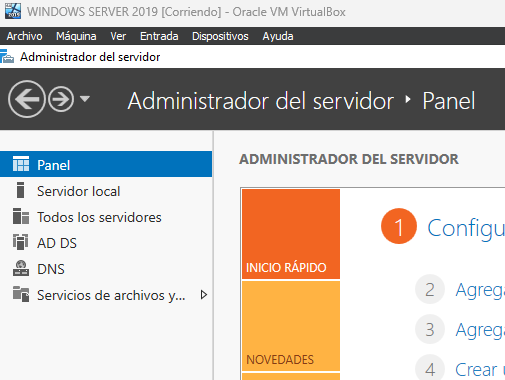 WINDOWS SERVER 2019 [Corriendo] - Oracle VM VirtualBox
Archivo Máquina Ver Entrada Dispositivos Ayuda
Administrador del servidor
Administrador del servidor ‣ Panel
Panel
Servidor local
Todos los servidores
AD DS
DNS
Servicios de archivos y...
ADMINISTRADOR DEL SERVIDOR
INICIO RÁPIDO
NOVEDADES
1 Configu
2 Agrega
3 Agrega
4 Crear